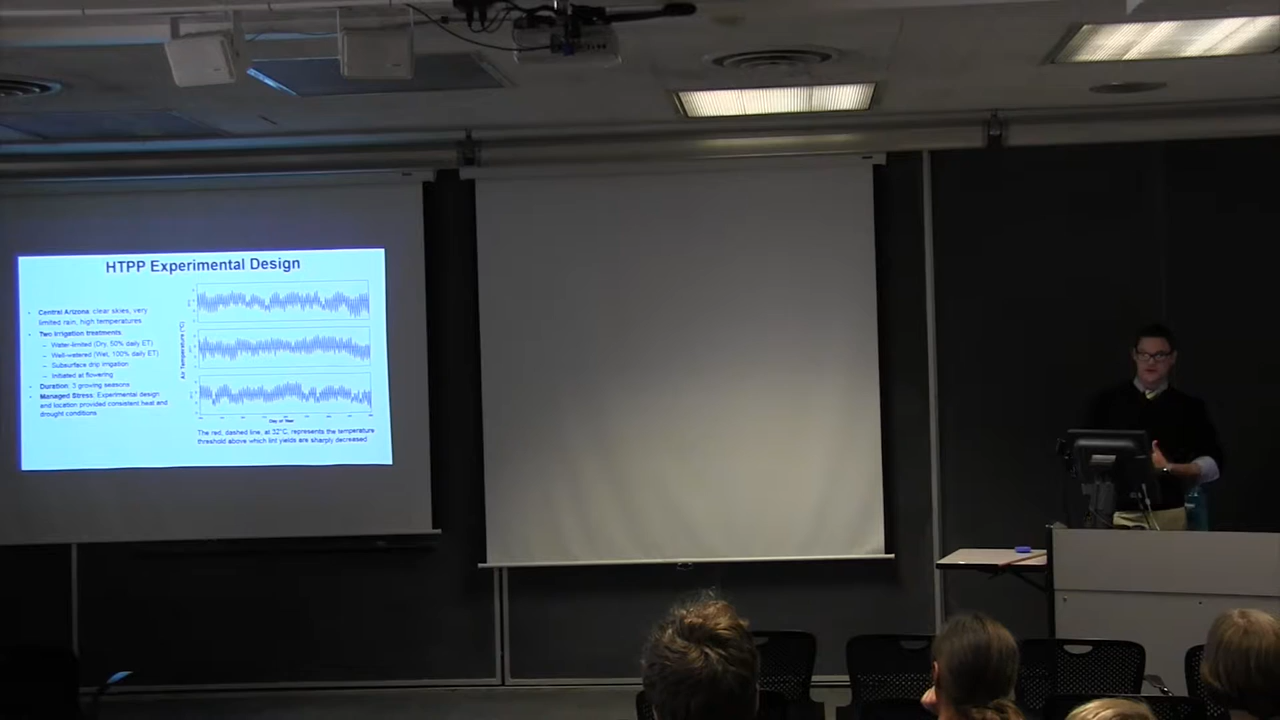 HTPP Experimental Design
Central Arizona: clear skies, very
limited rain, high temperatures
Two Irrigation treatments:
Water-limited (Dry, 50% daily ET)
Well-watered (Wet, 100% daily ET)
Subsurface drip irrigation
Initiated at flowering
Duration: 3 growing seasons
Managed Stress: Experimental design
and location provided consistent heat and
drought conditions
Air Temperature (°C)
Day of Year
The red, dashed line, at 32°C, represents the temperature
threshold above which lint yields are sharply decreased